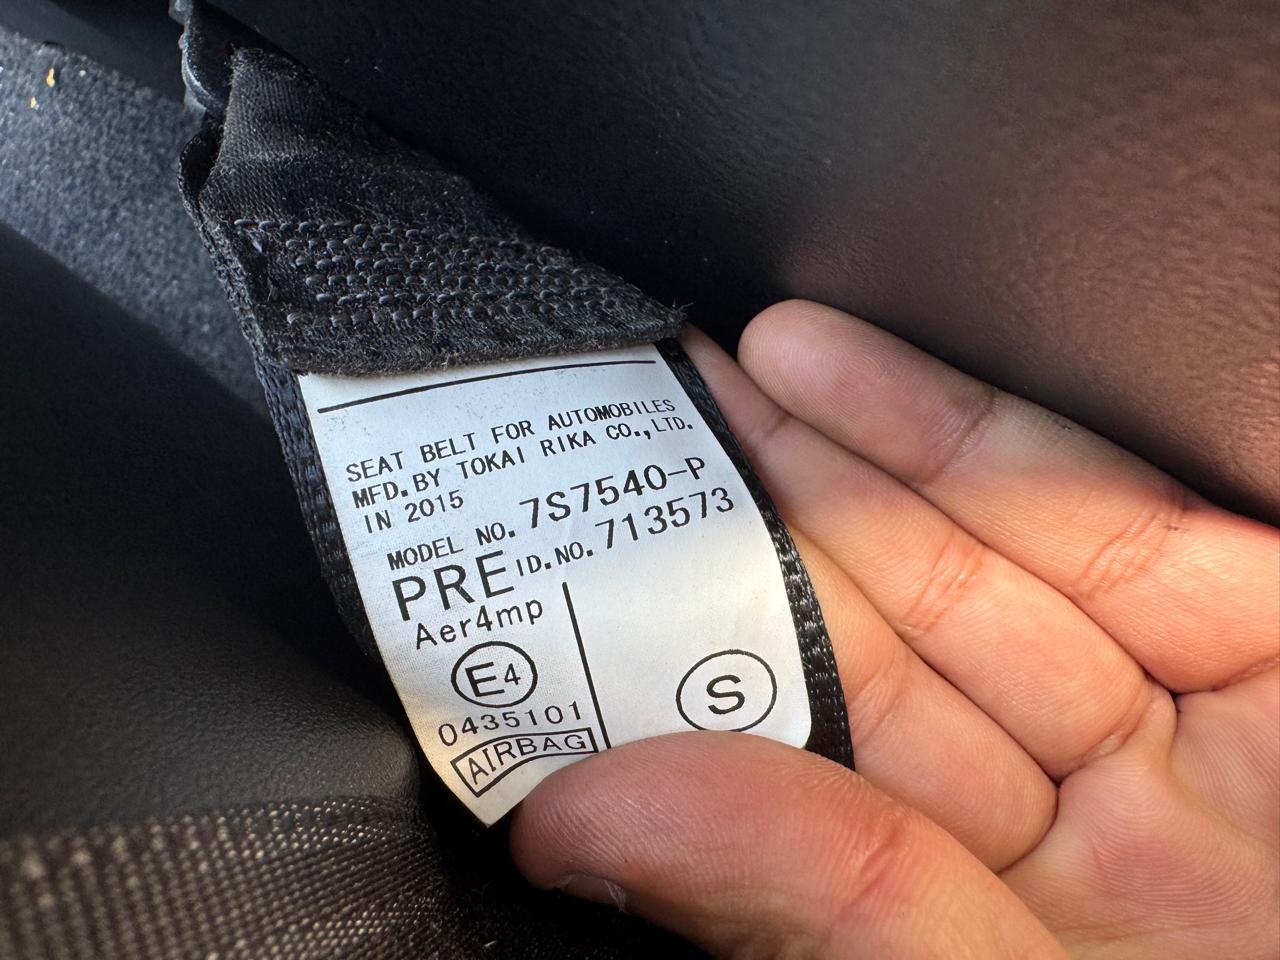 SEAT BELT FOR AUTOMOBILES
MFD. BY TOKAI RIKA CO., LTD.
IN 2015
MODEL NO. 7S7540-P
PRE ID. NO. 713573
Aer4mp
E4
0435101
AIRBAG
S